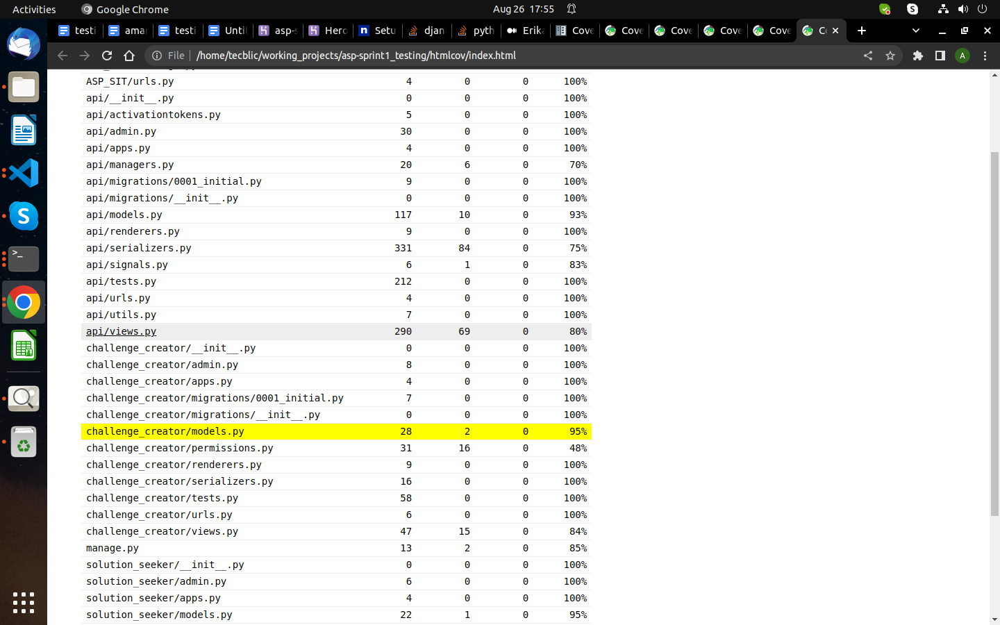 Activities Google Chrome Aug 26 17:55
testi amar testi Untit asp-s Hero Setu djan pyth Erika Cove Cove Cove Cove Cove Co
File /home/tecblic/working_projects/asp-sprint1_testing/htmlcov/index.html A
ASP_SIT/urls.py 4 0 0 100%
api/__init__.py 0 0 0 100%
api/activationtokens.py 5 0 0 100%
api/admin.py 30 0 0 100%
api/apps.py 4 0 0 100%
api/managers.py 20 6 0 70%
api/migrations/0001_initial.py 9 0 0 100%
api/migrations/__init__.py 0 0 0 100%
api/models.py 117 10 0 93%
api/renderers.py 9 0 0 100%
api/serializers.py 331 84 0 75%
api/signals.py 6 1 0 83%
api/tests.py 212 0 0 100%
api/urls.py 4 0 0 100%
api/utils.py 7 0 0 100%
api/views.py 290 69 0 80%
challenge_creator/__init__.py 0 0 0 100%
challenge_creator/admin.py 8 0 0 100%
challenge_creator/apps.py 4 0 0 100%
challenge_creator/migrations/0001_initial.py 7 0 0 100%
challenge_creator/migrations/__init__.py 0 0 0 100%
challenge_creator/models.py 28 2 0 95%
challenge_creator/permissions.py 31 16 0 48%
challenge_creator/renderers.py 9 0 0 100%
challenge_creator/serializers.py 16 0 0 100%
challenge_creator/tests.py 58 0 0 100%
challenge_creator/urls.py 6 0 0 100%
challenge_creator/views.py 47 15 0 84%
manage.py 13 2 0 85%
solution_seeker/__init__.py 0 0 0 100%
solution_seeker/admin.py 6 0 0 100%
solution_seeker/apps.py 4 0 0 100%
solution_seeker/models.py 22 1 0 95%